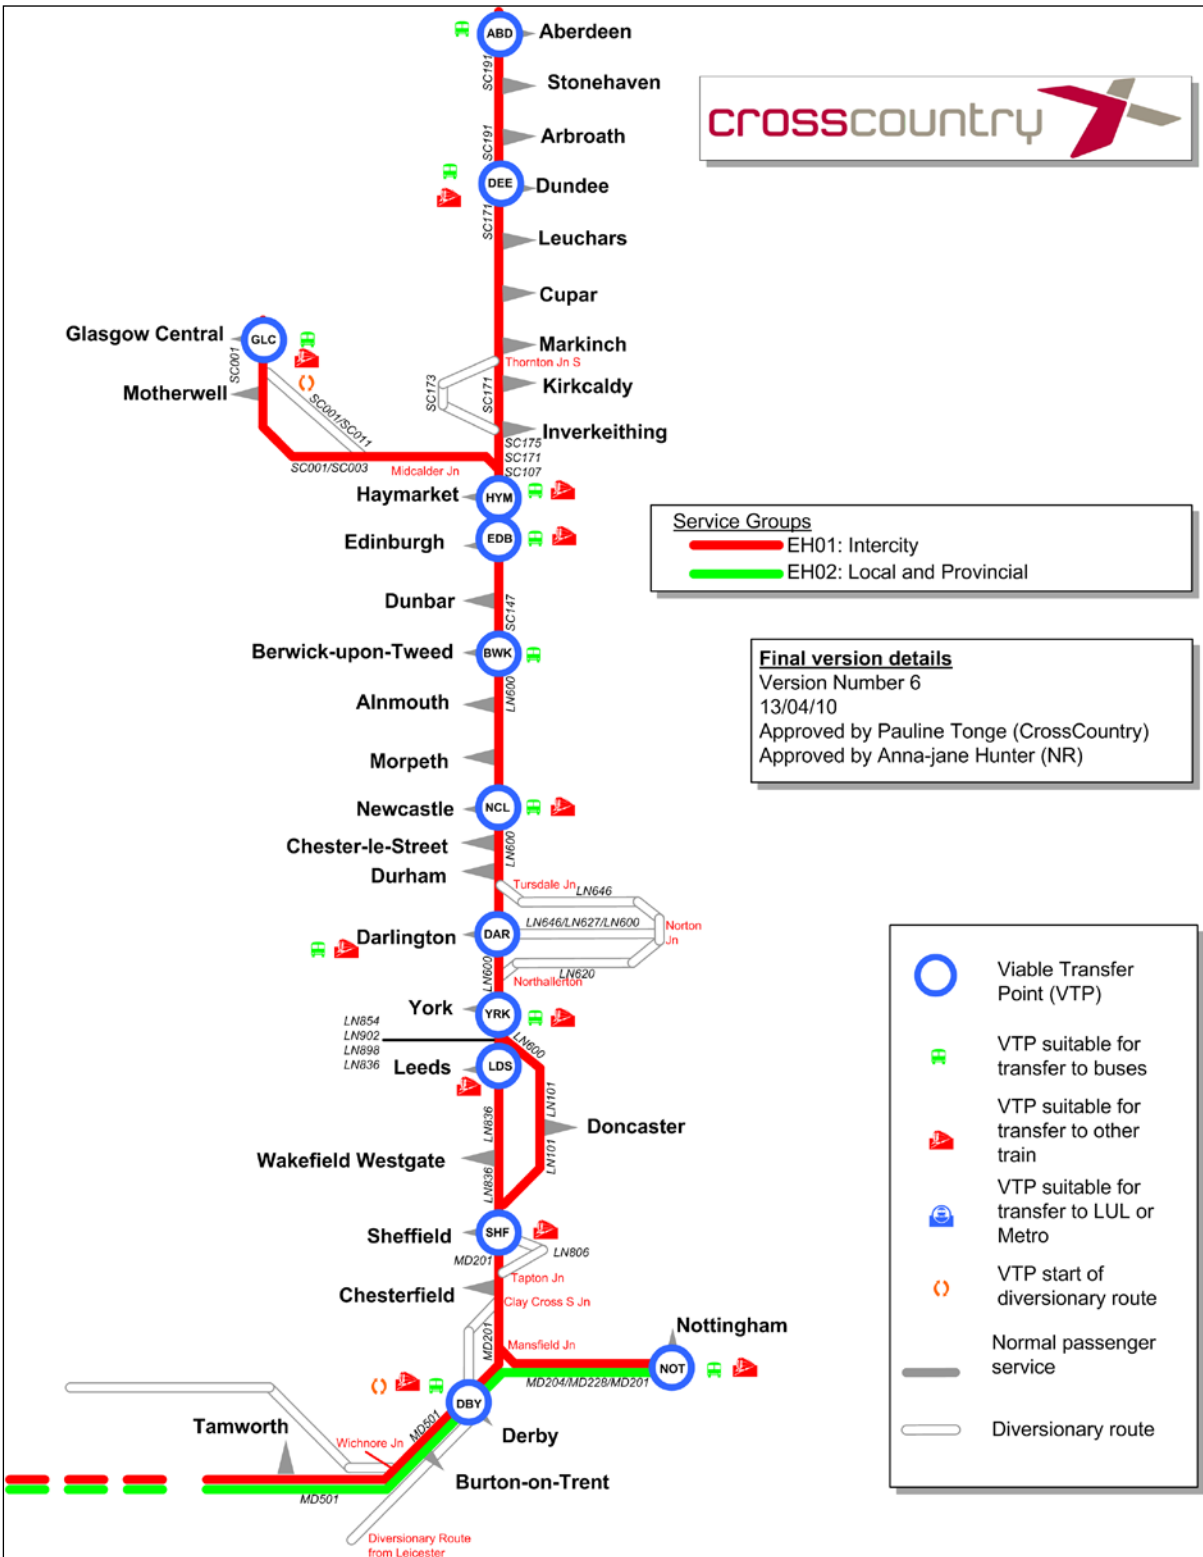 ABD
Aberdeen
SC191
Stonehaven
crosscountry
SC191
Arbroath
DEE
Dundee
SC171
Leuchars
Cupar
Glasgow Central
GLC
SC001
Markinch
Thornton Jn S
Motherwell
SC001/SC011
SC173
SC171
Kirkcaldy
Inverkeithing
SC175
SC171
SC107
SC001/SC003
Midcalder Jn
Haymarket
HYM
Edinburgh
EDB
Service Groups
EH01: Intercity
EH02: Local and Provincial
Dunbar
SC147
Berwick-upon-Tweed
BWK
LN600
Final version details
Version Number 6
13/04/10
Approved by Pauline Tonge (CrossCountry)
Approved by Anna-jane Hunter (NR)
Alnmouth
Morpeth
Newcastle
NCL
Chester-le-Street
LN600
Durham
Tursdale Jn
LN646
Darlington
DAR
LN646/LN627/LN600
Norton
Jn
LN600
LN620
Northallerton
York
YRK
LN854
LN902
LN898
LN836
LN600
Leeds
LDS
LN836
LN101
Doncaster
LN101
Wakefield Westgate
LN836
Sheffield
SHF
LN806
MD201
Tapton Jn
Chesterfield
Clay Cross S Jn
MD201
Mansfield Jn
Nottingham
NOT
MD204/MD228/MD201
DBY
Derby
MD501
Tamworth
Wichnore Jn
Burton-on-Trent
MD501
Diversionary Route
from Leicester
Viable Transfer
Point (VTP)
VTP suitable for
transfer to buses
VTP suitable for
transfer to other
train
VTP suitable for
transfer to LUL or
Metro
VTP start of
diversionary route
Normal passenger
service
Diversionary route